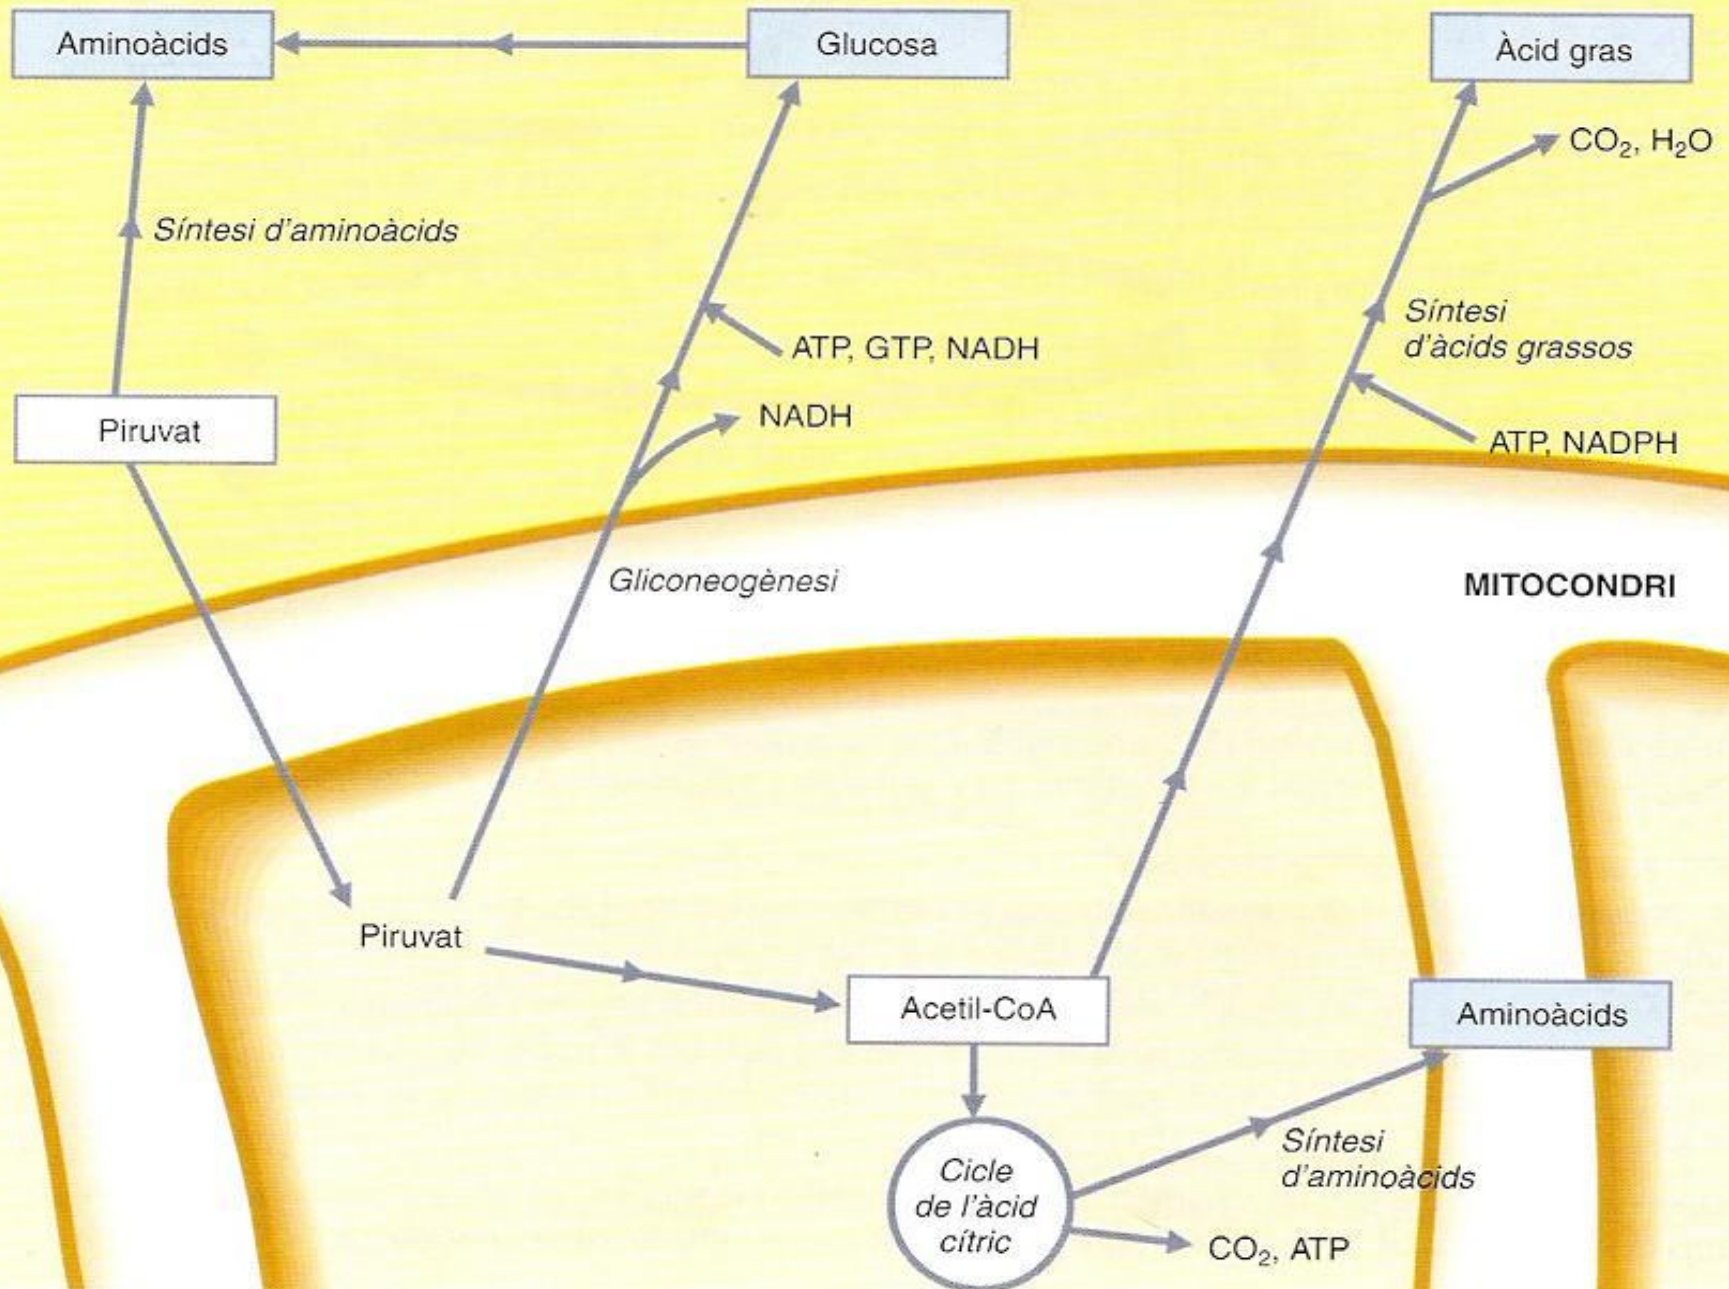 Aminoàcids
Glucosa
Àcid gras
CO₂, H₂O
Síntesi d'aminoàcids
Síntesi
d'àcids grassos
ATP, GTP, NADH
NADH
Piruvat
ATP, NADPH
Gliconeogènesi
MITOCONDRI
Piruvat
Acetil-CoA
Aminoàcids
Síntesi
d'aminoàcids
Cicle
de l'àcid
cítric
CO₂, ATP